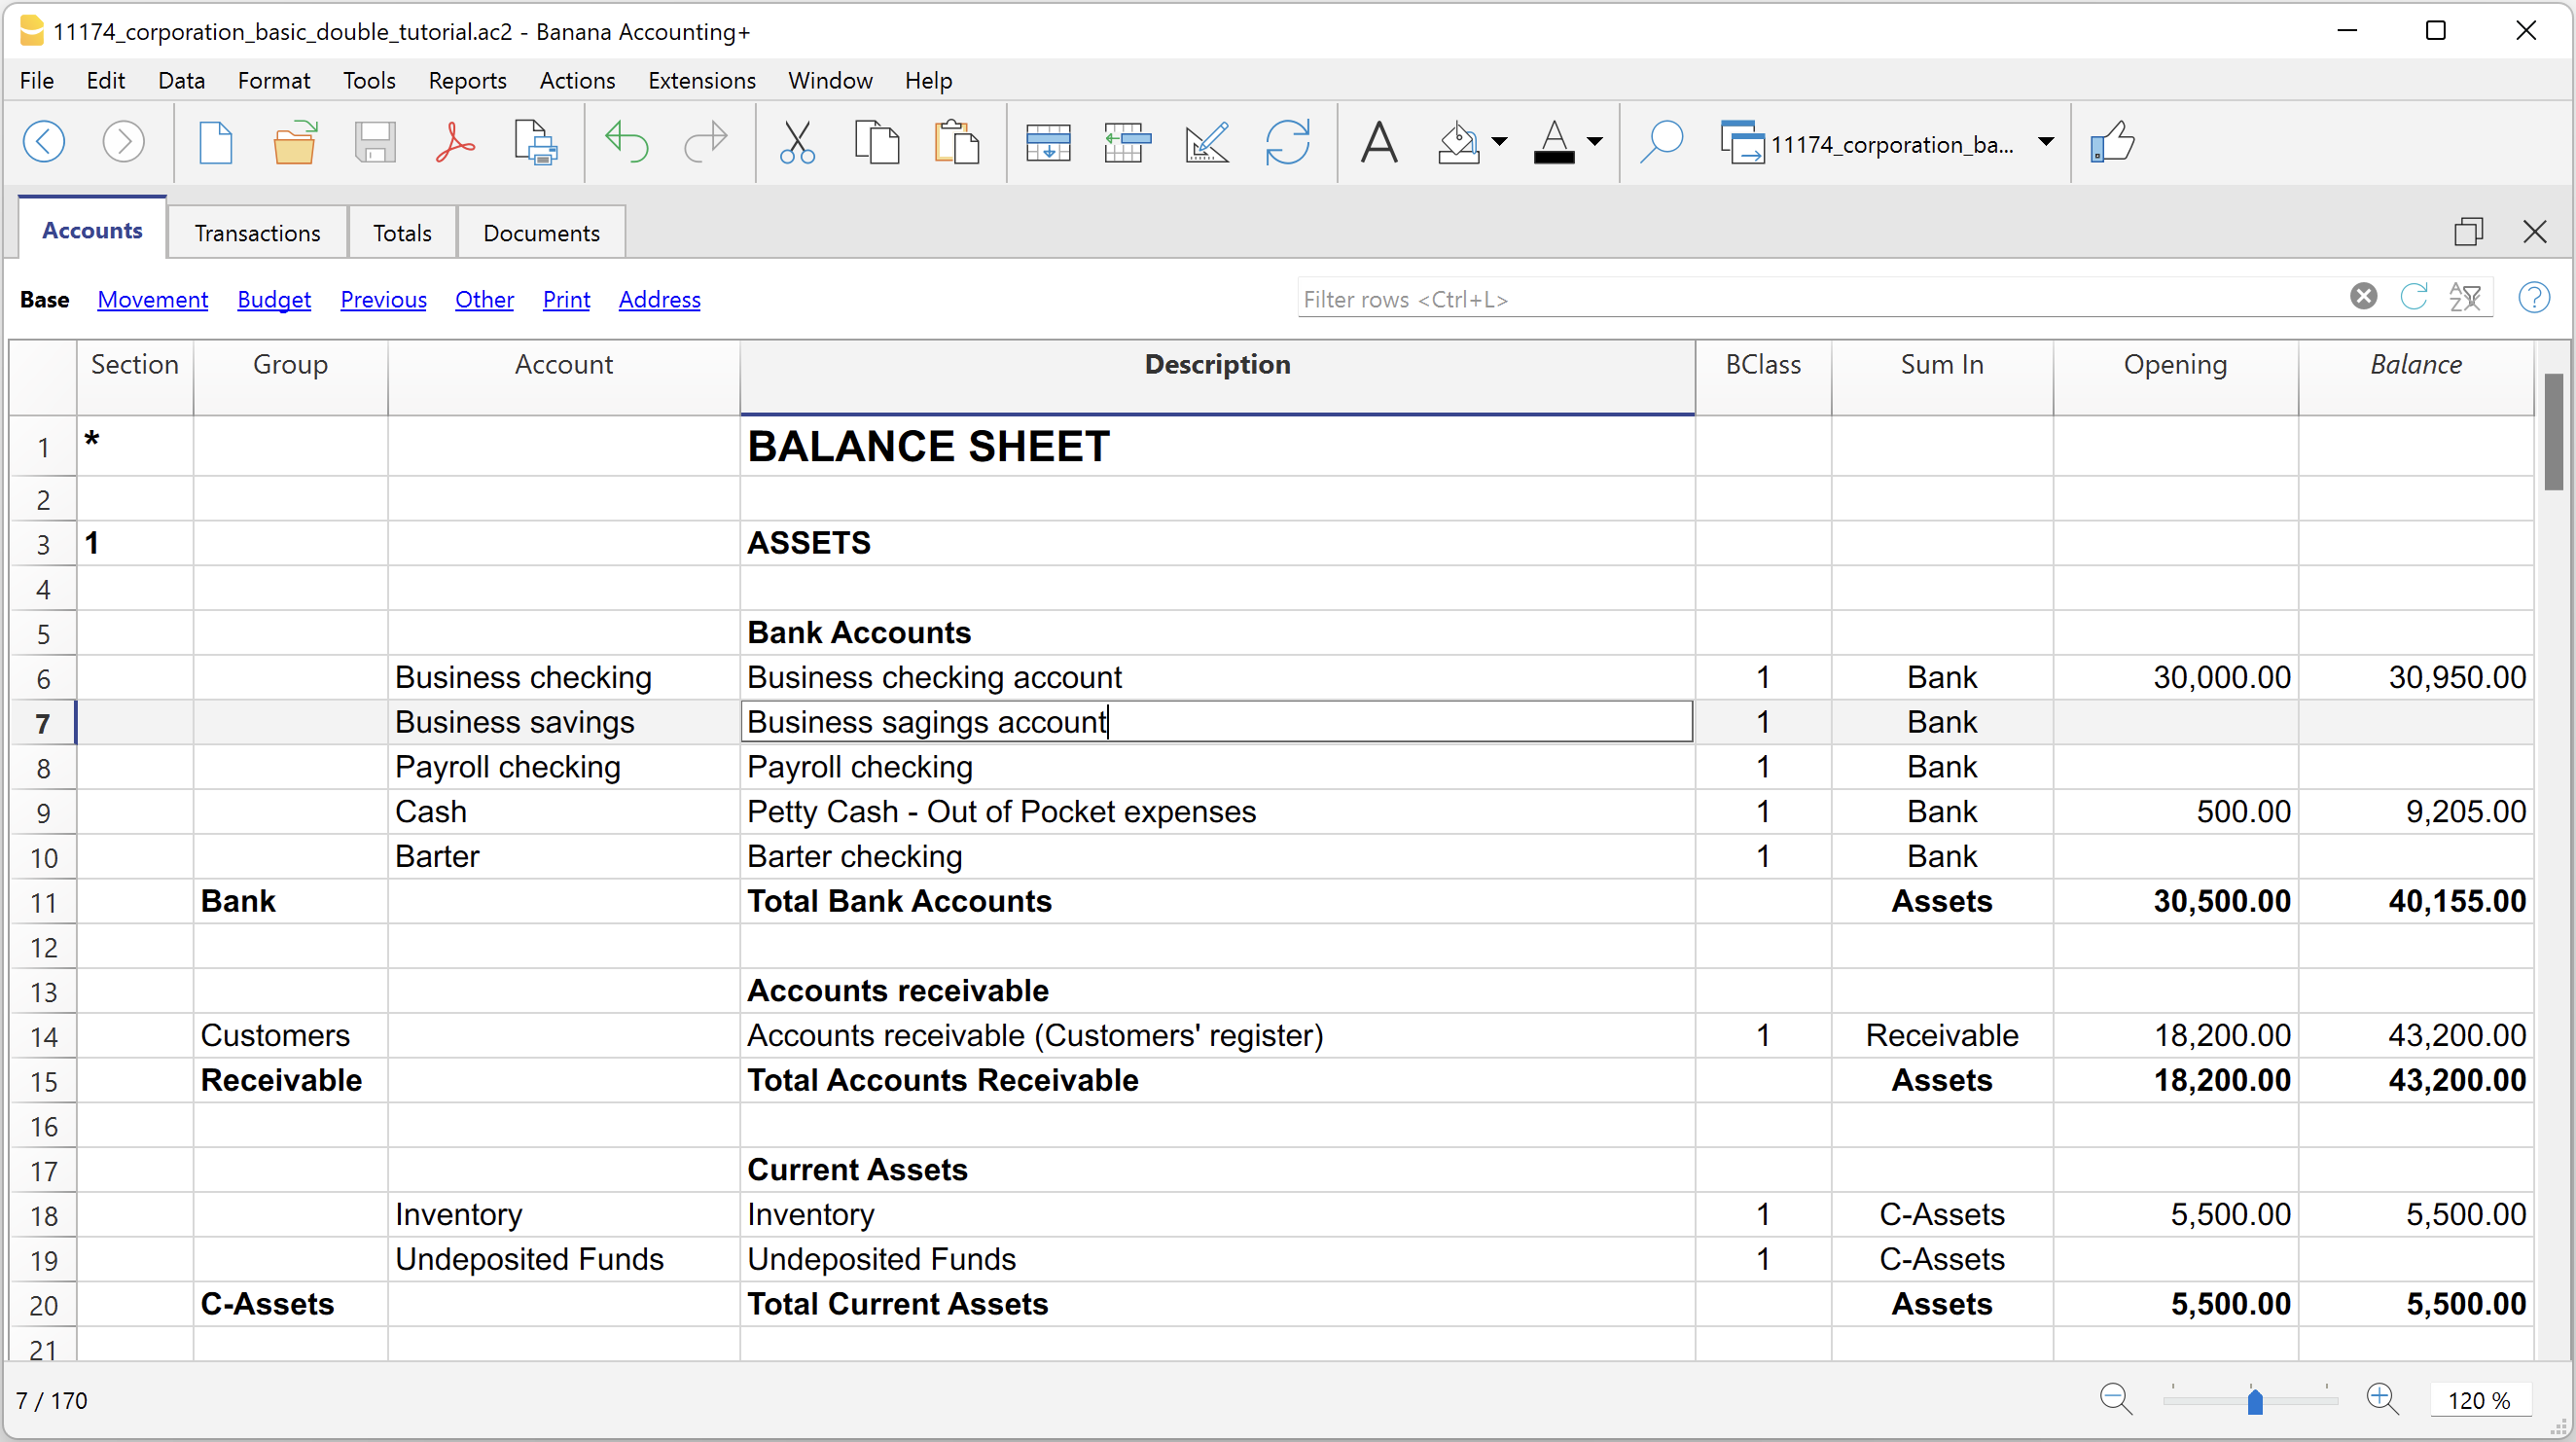 11174_corporation_basic_double_tutorial.ac2 - Banana Accounting+
File Edit Data Format Tools Reports Actions Extensions Window Help
11174_corporation_ba...
Accounts Transactions Totals Documents
Base Movement Budget Previous Other Print Address Filter rows <Ctrl+L>
Section Group Account Description BClass Sum In Opening Balance
1 * BALANCE SHEET
2
3 1 ASSETS
4
5 Bank Accounts
6 Business checking Business checking account 1 Bank 30,000.00 30,950.00
7 Business savings Business sagings account 1 Bank
8 Payroll checking Payroll checking 1 Bank
9 Cash Petty Cash - Out of Pocket expenses 1 Bank 500.00 9,205.00
10 Barter Barter checking 1 Bank
11 Bank Total Bank Accounts Assets 30,500.00 40,155.00
12
13 Accounts receivable
14 Customers Accounts receivable (Customers' register) 1 Receivable 18,200.00 43,200.00
15 Receivable Total Accounts Receivable Assets 18,200.00 43,200.00
16
17 Current Assets
18 Inventory Inventory 1 C-Assets 5,500.00 5,500.00
19 Undeposited Funds Undeposited Funds 1 C-Assets
20 C-Assets Total Current Assets Assets 5,500.00 5,500.00
21
7 / 170 120 %